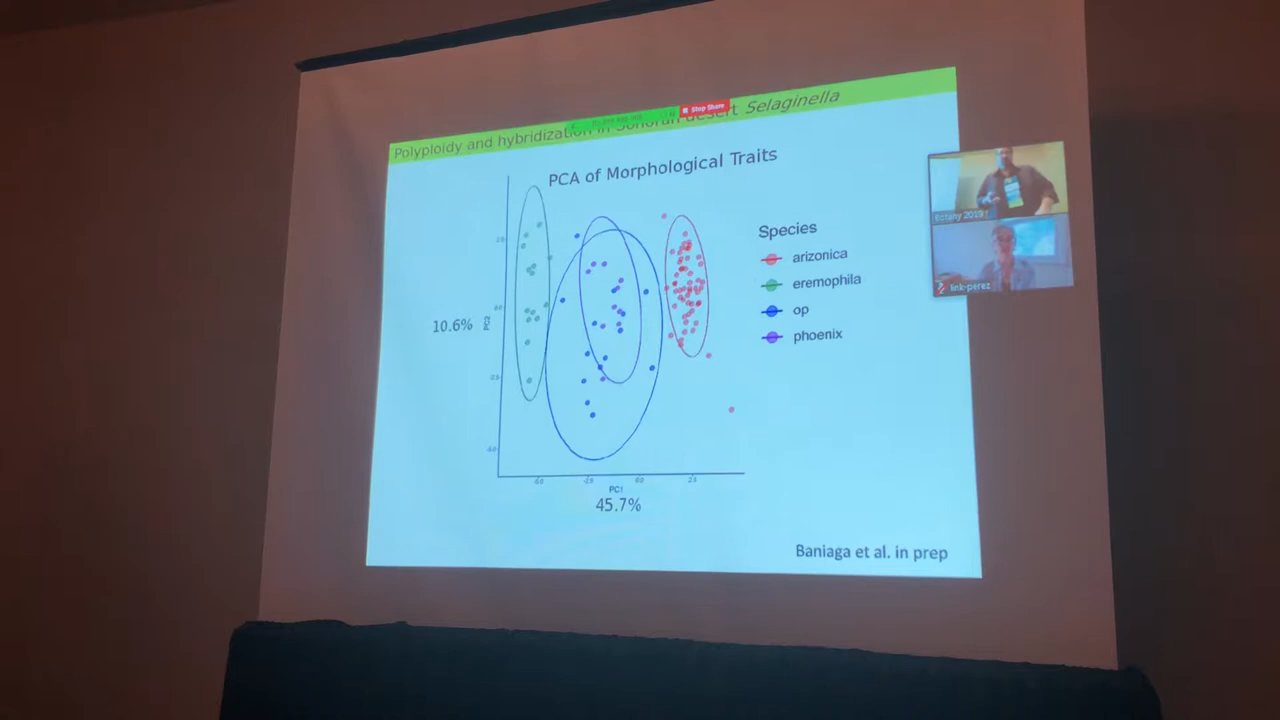 Polyploidy and hybridization in Sonoran desert Selaginella
Stop Share
PCA of Morphological Traits
Species
arizonica
eremophila
op
phoenix
10.6%
PC2
PC1
45.7%
Botany 2019
link-perez
Baniaga et al. in prep